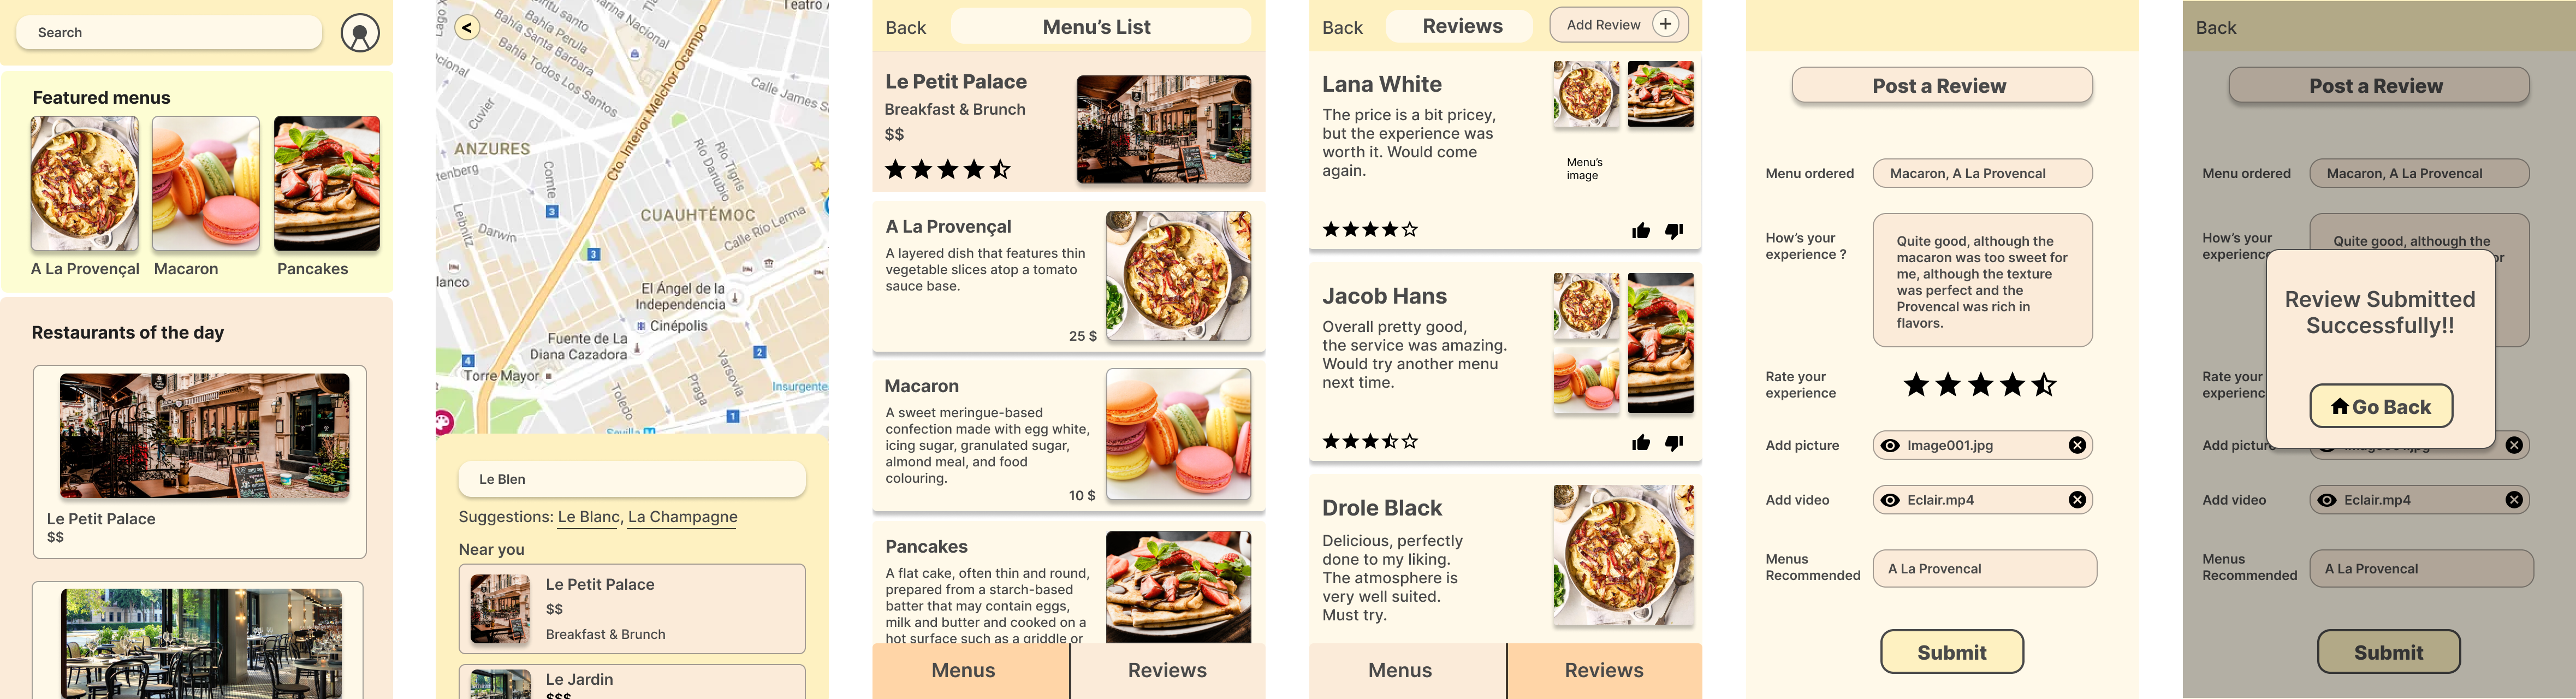 Search
Featured menus
A La Provençal
Macaron
Pancakes
Restaurants of the day
Le Petit Palace
$$
<
Cto. Interior Melchor Ocampo
Marina Nacional
Bahía Santa Barbara
Bahía Todos Los Santos
Calle James S
Cuvier
ANZURES
tenberg
Comte
Río Tigris
Río Danubio
3
CUAUHTÉMOC
Leibnitz
Darwin
Calle Río Lerma
3
lanco
El Ángel de la
Independencia
Cinépolis
Fuente de La
Diana Cazadora
2
4
Torre Mayor
Praga
Varsovia
Toledo
Insurgente
1
Sevilla
Le Blen
Suggestions: Le Blanc, La Champagne
Near you
Le Petit Palace
$$
Breakfast & Brunch
Le Jardin
$$$
Back
Menu's List
Le Petit Palace
Breakfast & Brunch
$$
A La Provençal
A layered dish that features thin
vegetable slices atop a tomato
sauce base.
25 $
Macaron
A sweet meringue-based
confection made with egg white,
icing sugar, granulated sugar,
almond meal, and food
colouring.
10 $
Pancakes
A flat cake, often thin and round,
prepared from a starch-based
batter that may contain eggs,
milk and butter and cooked on a
hot surface such as a griddle or
Menus
Reviews
Back
Reviews
Add Review
Lana White
The price is a bit pricey,
but the experience was
worth it. Would come
again.
Menu's
image
Jacob Hans
Overall pretty good,
the service was amazing.
Would try another menu
next time.
Drole Black
Delicious, perfectly
done to my liking.
The atmosphere is
very well suited.
Must try.
Menus
Reviews
Post a Review
Menu ordered
Macaron, A La Provencal
How's your
experience ?
Quite good, although the
macaron was too sweet for
me, although the texture
was perfect and the
Provencal was rich in
flavors.
Rate your
experience
Add picture
Image001.jpg
Add video
Eclair.mp4
Menus
Recommended
A La Provencal
Submit
Back
Post a Review
Menu ordered
Macaron, A La Provencal
How's your
experienc
Quite good, although the
or
Review Submitted
Successfully!!
Go Back
Rate your
experienc
Add pictur
Image001.jpg
Add video
Eclair.mp4
Menus
Recommended
A La Provencal
Submit